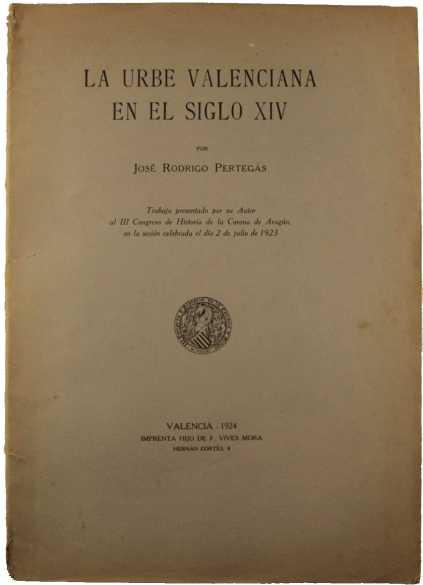 LA URBE VALENCIANA
EN EL SIGLO XIV
POR
JOSÉ RODRIGO PERTEGÁS
Trabajo presentado por su Autor
al III Congreso de Historia de la Corona de Aragón,
en la sesión celebrada el día 2 de julio de 1923
VALENCIA - 1924
IMPRENTA HIJO DE F. VIVES MORA
HERNÁN CORTÉS, 8